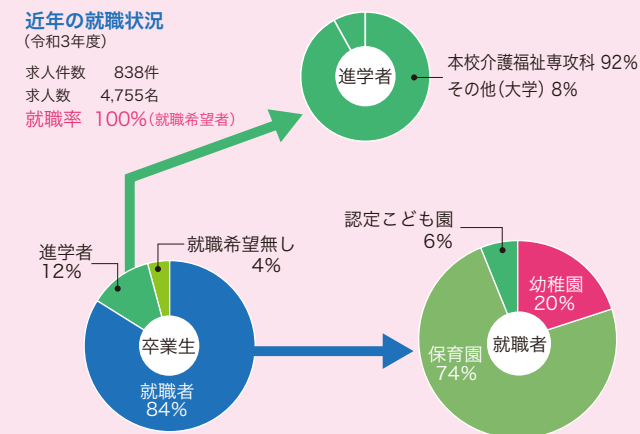 近年の就職状況
(令和3年度)
求人件数 838件
求人数 4,755名
就職率 100%(就職希望者)
進学者
本校介護福祉専攻科 92%
その他(大学) 8%
進学者
12%
就職希望無し
4%
卒業生
就職者
84%
認定こども園
6%
幼稚園
20%
就職者
保育園
74%